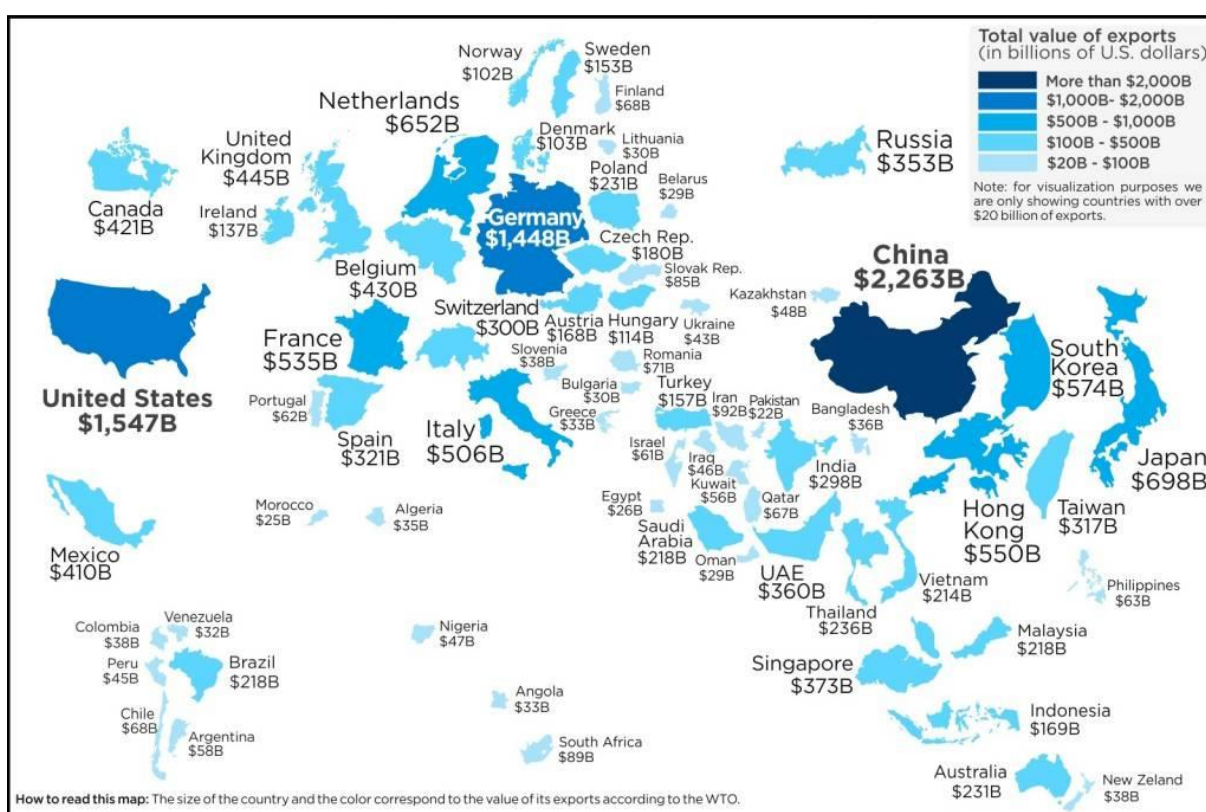 Total value of exports
(in billions of U.S. dollars)
More than $2,000B
$1,000B- $2,000B
$500B - $1,000B
$100B - $500B
$20B - $100B
Note: for visualization purposes we
are only showing countries with over
$20 billion of exports.
Norway
$102B
Sweden
$153B
Finland
$68B
Netherlands
$652B
Denmark
$103B
Lithuania
$30B
United
Kingdom
$445B
Poland
$231B
Belarus
$29B
Russia
$353B
Canada
$421B
Ireland
$137B
Germany
$1,448B
Czech Rep.
$180B
Belgium
$430B
Slovak Rep.
$85B
China
$2,263B
Kazakhstan
$48B
Switzerland
$300B
Austria
$168B
Hungary
$114B
Ukraine
$43B
France
$535B
Slovenia
$38B
Romania
$71B
South
Korea
$574B
United States
$1,547B
Portugal
$62B
Spain
$321B
Italy
$506B
Bulgaria
$30B
Greece
$33B
Turkey
$157B
Iran
$92B
Pakistan
$22B
Bangladesh
$36B
Israel
$61B
Iraq
$46B
Kuwait
$56B
India
$298B
Japan
$698B
Morocco
$25B
Algeria
$35B
Egypt
$26B
Qatar
$67B
Hong
Kong
$550B
Taiwan
$317B
Mexico
$410B
Saudi
Arabia
$218B
Oman
$29B
UAE
$360B
Vietnam
$214B
Philippines
$63B
Thailand
$236B
Colombia
$38B
Venezuela
$32B
Nigeria
$47B
Malaysia
$218B
Peru
$45B
Brazil
$218B
Singapore
$373B
Angola
$33B
Chile
$68B
Argentina
$58B
South Africa
$89B
Indonesia
$169B
Australia
$231B
New Zeland
$38B
How to read this map: The size of the country and the color correspond to the value of its exports according to the WTO.